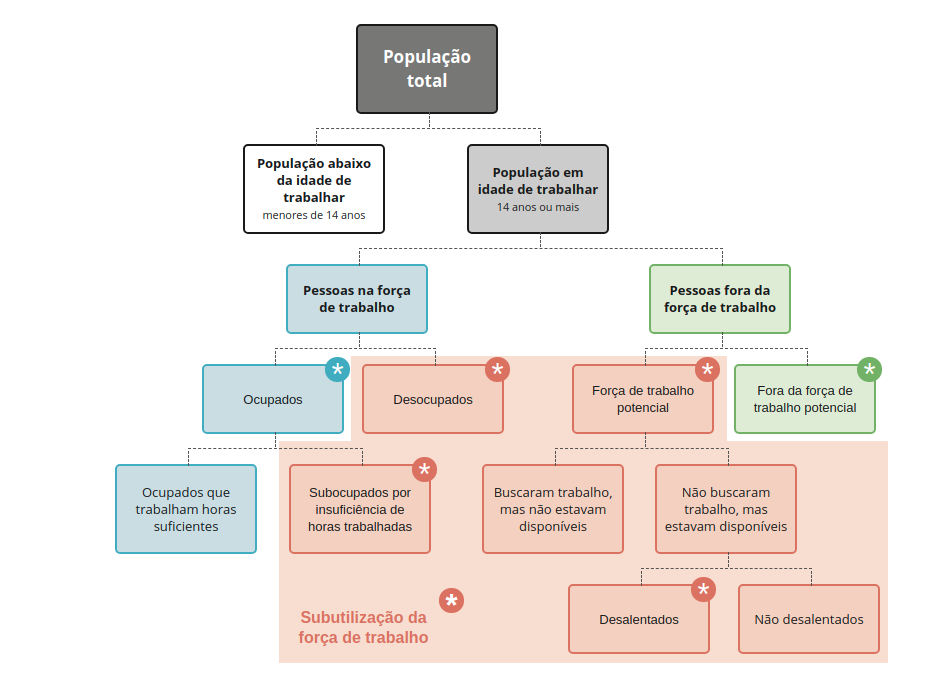 População
total
População abaixo
da idade de
trabalhar
menores de 14 anos
População em
idade de trabalhar
14 anos ou mais
Pessoas na força
de trabalho
Pessoas fora da
força de trabalho
Ocupados
*
Desocupados
*
Força de trabalho
potencial
*
Fora da força de
trabalho potencial
*
Ocupados que
trabalham horas
suficientes
Subocupados por
insuficiência de
horas trabalhadas
*
Buscaram trabalho,
mas não estavam
disponíveis
Não buscaram
trabalho, mas
estavam disponíveis
Desalentados
*
Não desalentados
Subutilização da
força de trabalho
*